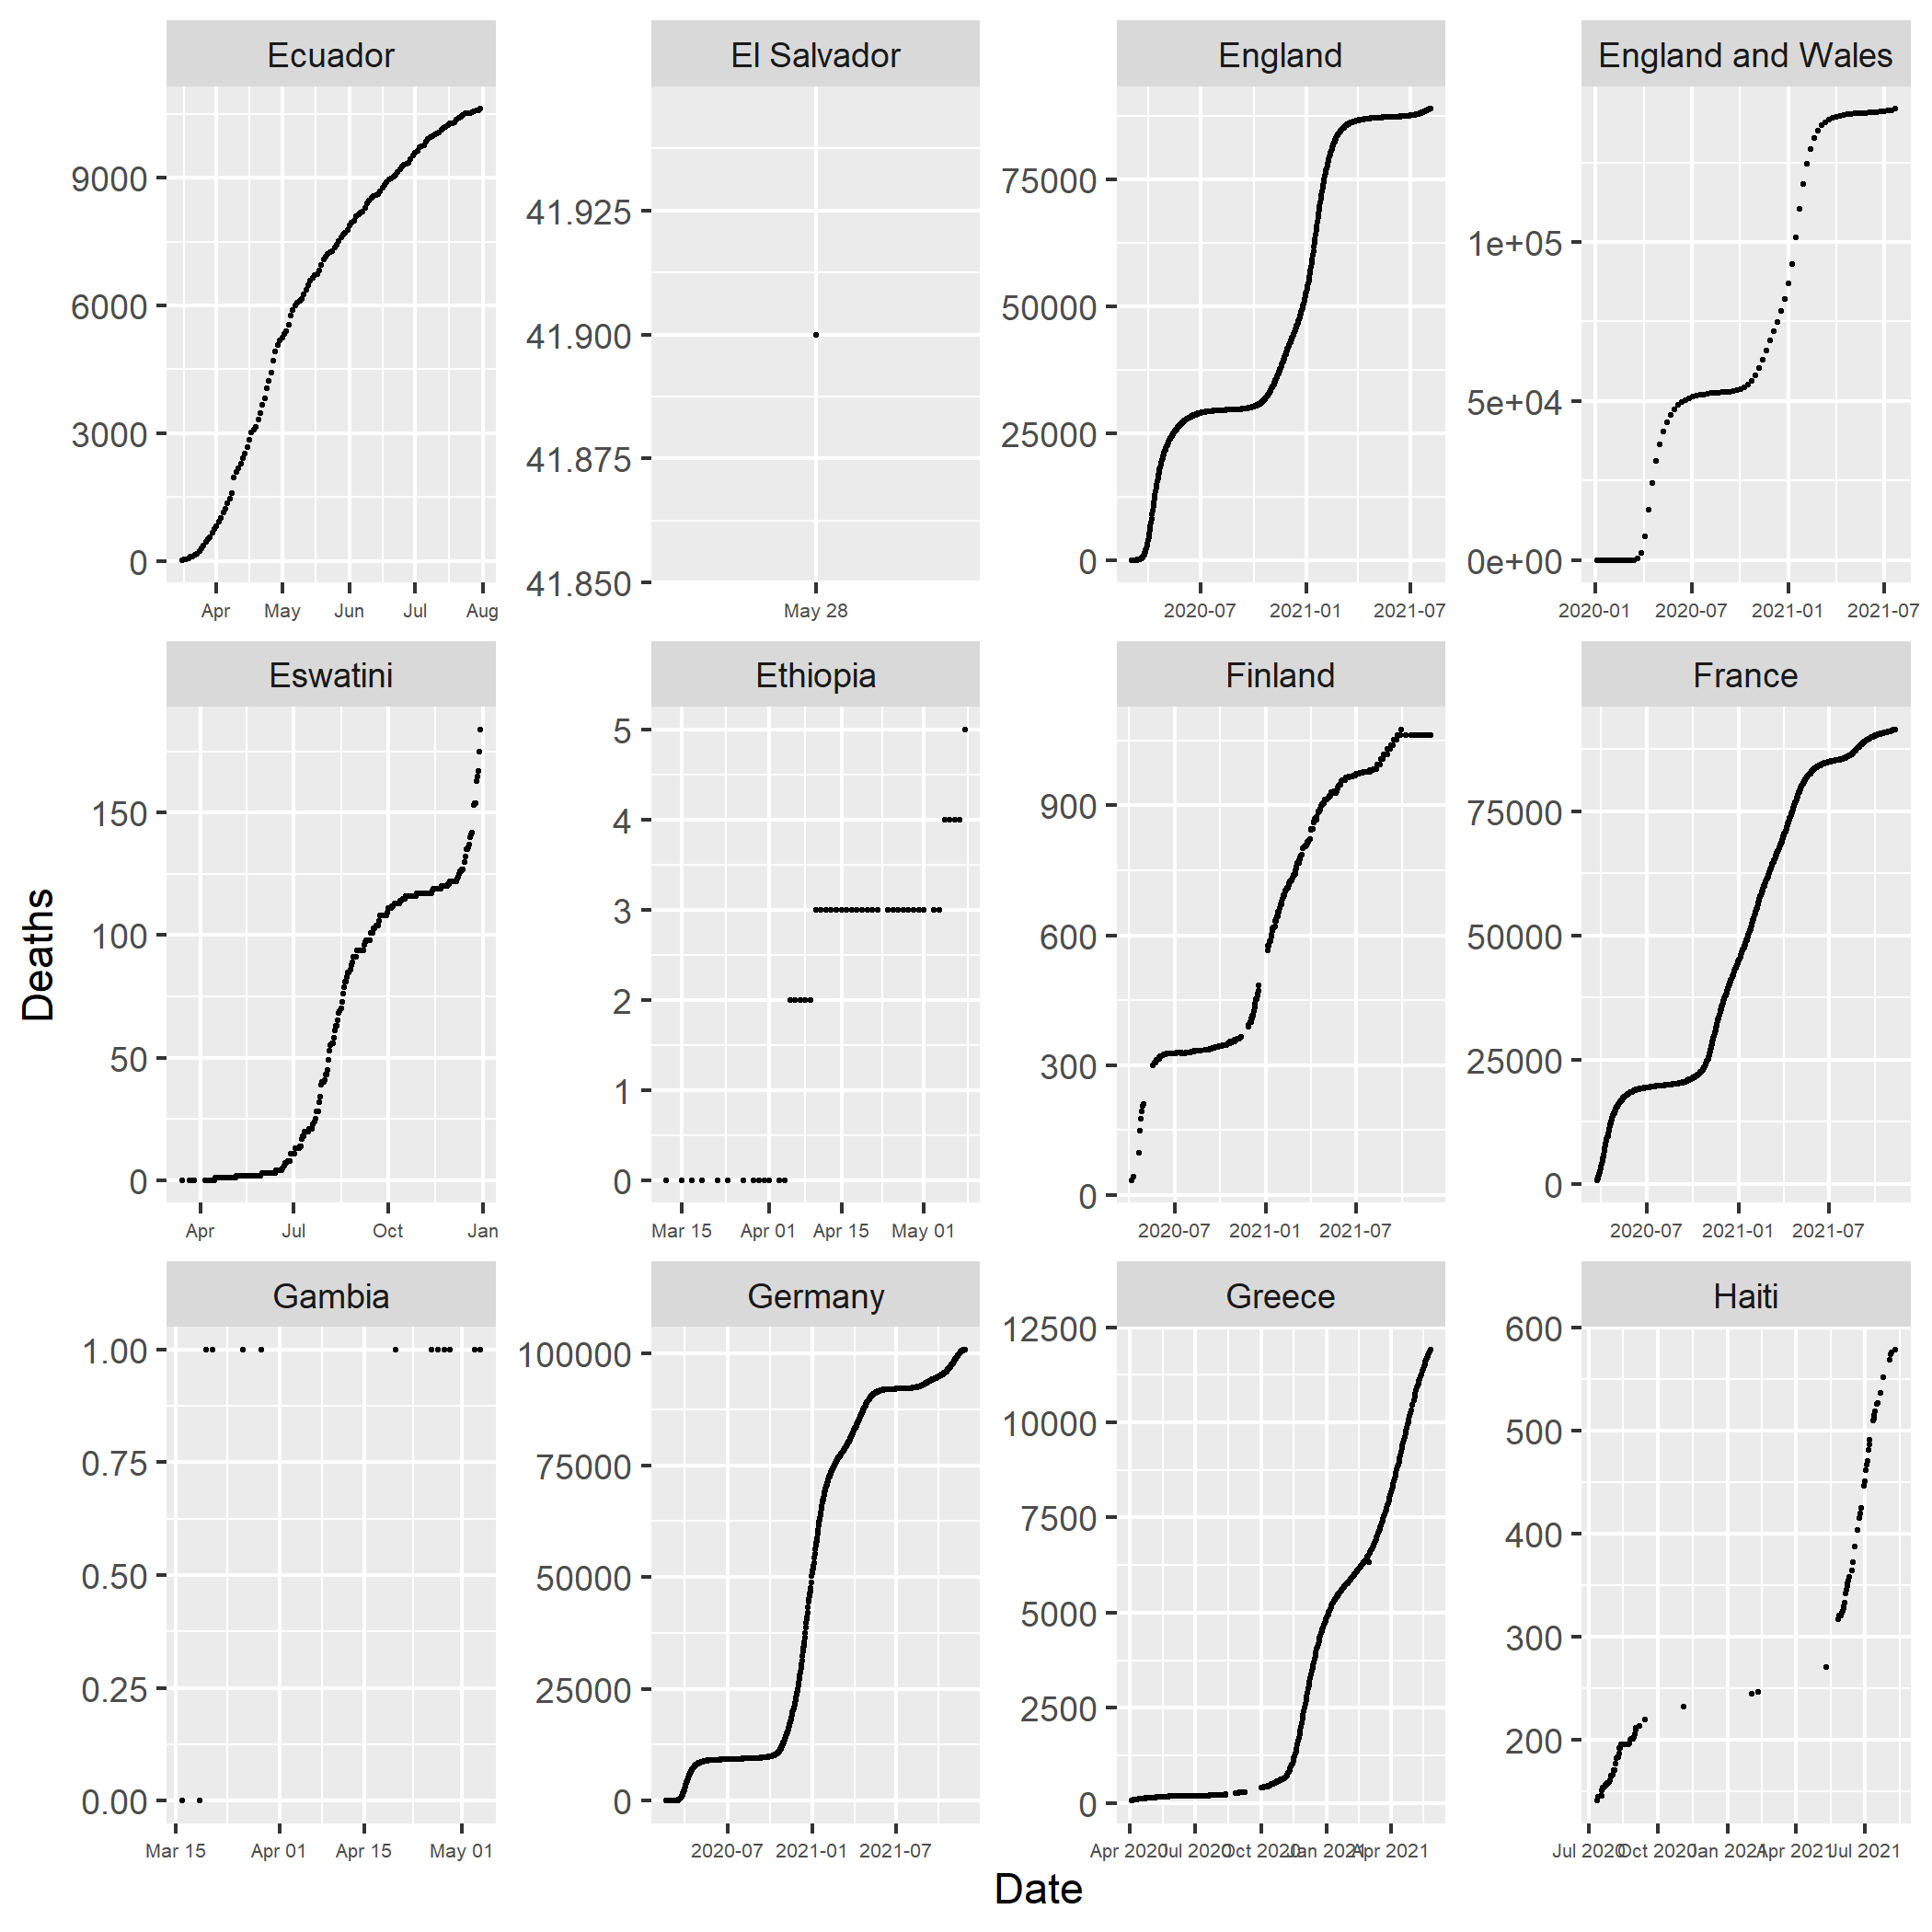 Ecuador
El Salvador
England
England and Wales
9000
6000
3000
0
Apr May Jun Jul Aug
41.925
41.900
41.875
41.850
May 28
75000
50000
25000
0
2020-07 2021-01 2021-07
1e+05
5e+04
0e+00
2020-01 2020-07 2021-01 2021-07
Eswatini
Ethiopia
Finland
France
150
100
50
0
Apr Jul Oct Jan
5
4
3
2
1
0
Mar 15 Apr 01 Apr 15 May 01
900
600
300
0
2020-07 2021-01 2021-07
75000
50000
25000
0
2020-07 2021-01 2021-07
Gambia
Germany
Greece
Haiti
1.00
0.75
0.50
0.25
0.00
Mar 15 Apr 01 Apr 15 May 01
100000
75000
50000
25000
0
2020-07 2021-01 2021-07
12500
10000
7500
5000
2500
0
Apr 2020 Jul 2020 Oct 2020 Jan 2021 Apr 2021
600
500
400
300
200
Jul 2020 Oct 2020 Jan 2021 Apr 2021 Jul 2021
Deaths
Date